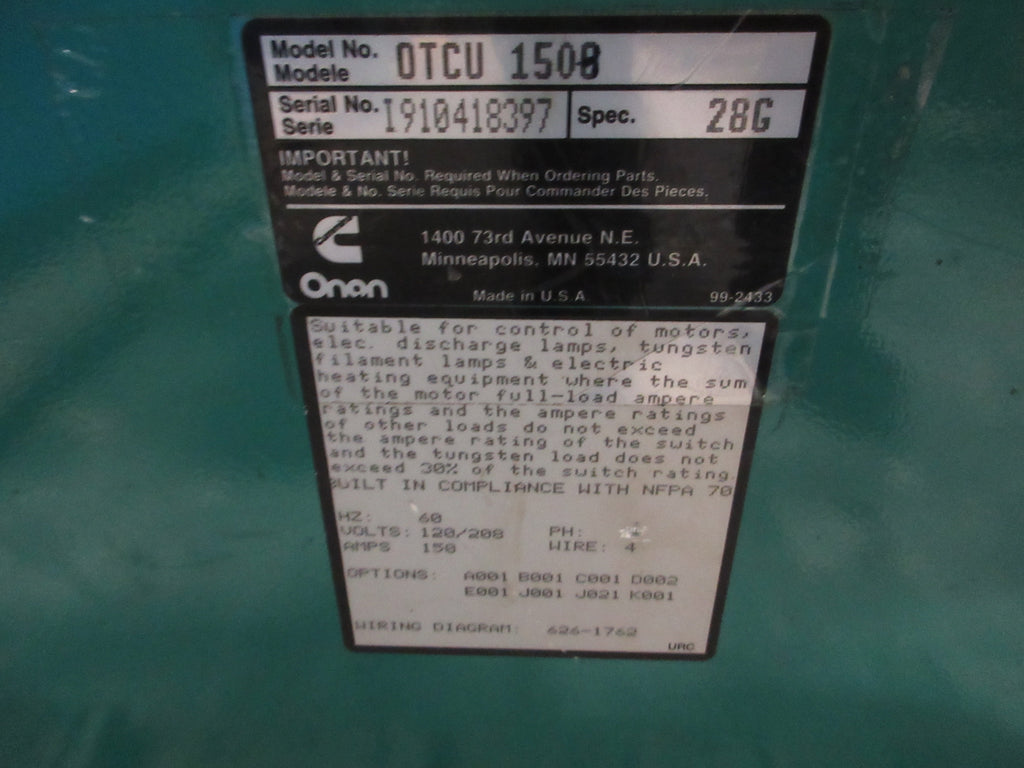 Model No.
Modele
OTCU 150
Serial No.
Serie
I910418397
Spec. 28G
IMPORTANT!
Model & Serial No. Required When Ordering Parts.
Modele & No. Serie Requis Pour Commander Des Pieces.
1400 73rd Avenue N.E.
Minneapolis, MN 55432 U.S.A.
Onan
Made in U.S.A. 99-2433
Suitable for control of motors,
elec. discharge lamps, tungsten
filament lamps & electric
heating equipment where the sum
of the motor full-load ampere
ratings and the ampere ratings
of other loads do not exceed
the ampere rating of the switch
and the tungsten load does not
exceed 30% of the switch rating.
BUILT IN COMPLIANCE WITH NFPA 70
HZ: 60
VOLTS: 120/208 PH:
AMPS 150 WIRE: 4
OPTIONS: A001 B001 C001 D002
E001 J001 J021 K001
WIRING DIAGRAM: 626-1762
URC